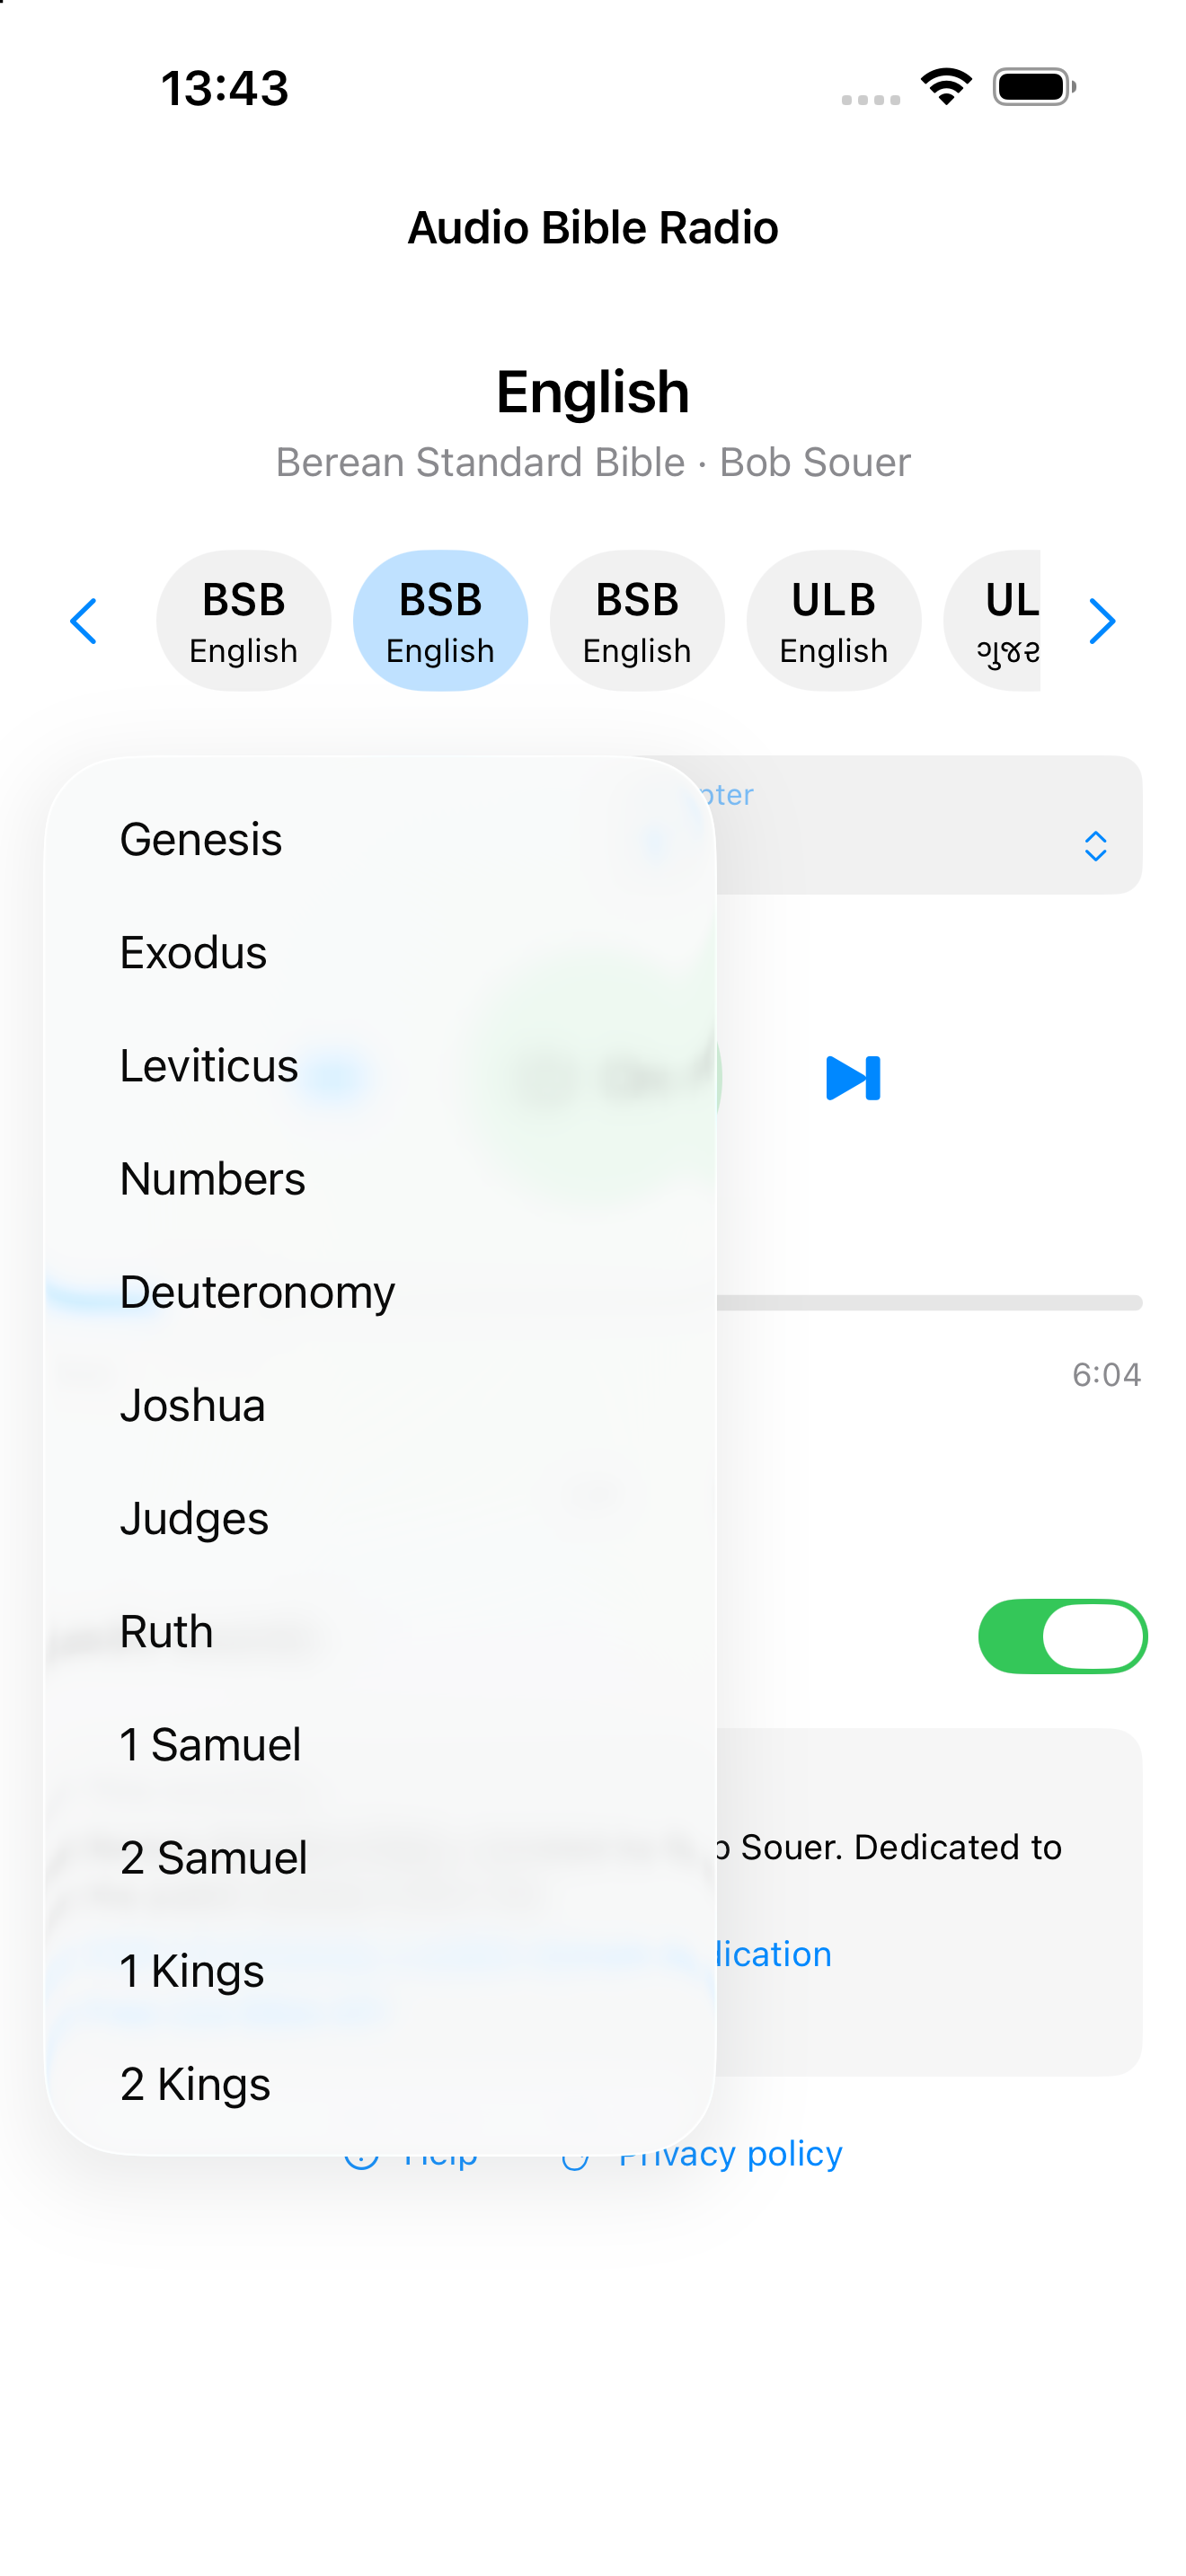 13:43
Audio Bible Radio
English
Berean Standard Bible · Bob Souer
BSB BSB BSB ULB UL
English English English English ગુજર
pter
Genesis
Exodus
Leviticus
Numbers
Deuteronomy
6:04
Joshua
Judges
Ruth
1 Samuel
2 Samuel
b Souer. Dedicated to
1 Kings
lication
2 Kings
Help Privacy policy